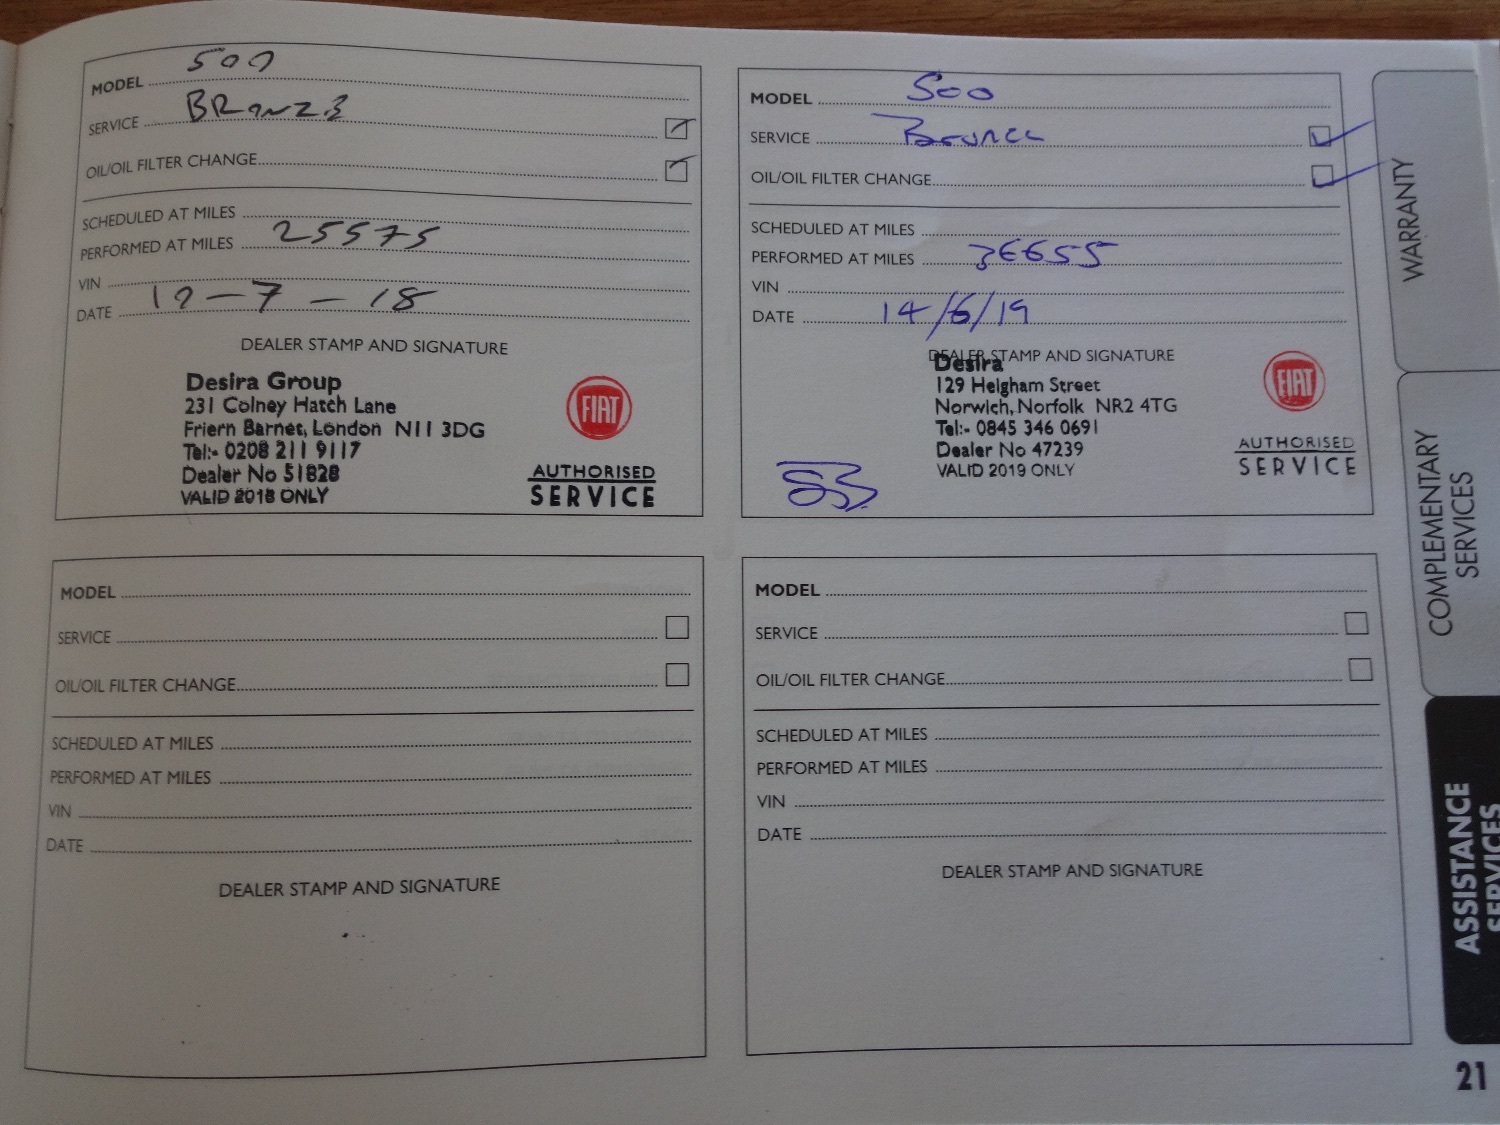 MODEL 500
SERVICE BRONZE
OIL/OIL FILTER CHANGE
SCHEDULED AT MILES
PERFORMED AT MILES 25575
VIN
DATE 12-7-18
DEALER STAMP AND SIGNATURE
Desira Group
231 Colney Hatch Lane
Friern Barnet, London N11 3DG
Tel:- 0208 211 9117
Dealer No 51828
VALID 2018 ONLY
FIAT
AUTHORISED
SERVICE
MODEL 500
SERVICE Bronze
OIL/OIL FILTER CHANGE
SCHEDULED AT MILES
PERFORMED AT MILES 36655
VIN
DATE 14/6/19
DEALER STAMP AND SIGNATURE
Desira
129 Heigham Street
Norwich, Norfolk NR2 4TG
Tel:- 0845 346 0691
Dealer No 47239
VALID 2019 ONLY
FIAT
AUTHORISED
SERVICE
MODEL
SERVICE
OIL/OIL FILTER CHANGE
SCHEDULED AT MILES
PERFORMED AT MILES
VIN
DATE
DEALER STAMP AND SIGNATURE
MODEL
SERVICE
OIL/OIL FILTER CHANGE
SCHEDULED AT MILES
PERFORMED AT MILES
VIN
DATE
DEALER STAMP AND SIGNATURE
WARRANTY
COMPLEMENTARY
SERVICES
ASSISTANCE
SERVICES
21